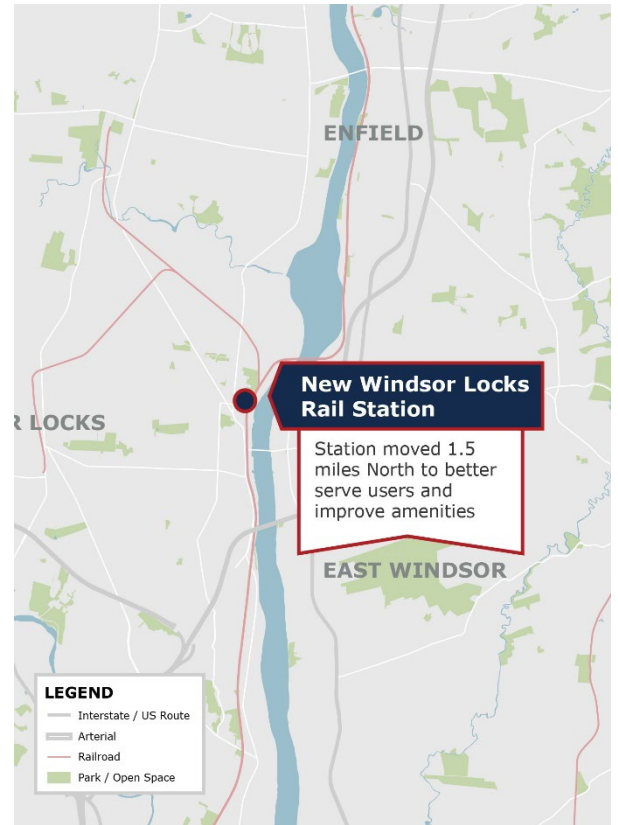 ENFIELD
New Windsor Locks
Rail Station
R LOCKS
Station moved 1.5
miles North to better
serve users and
improve amenities
EAST WINDSOR
LEGEND
Interstate / US Route
Arterial
Railroad
Park / Open Space